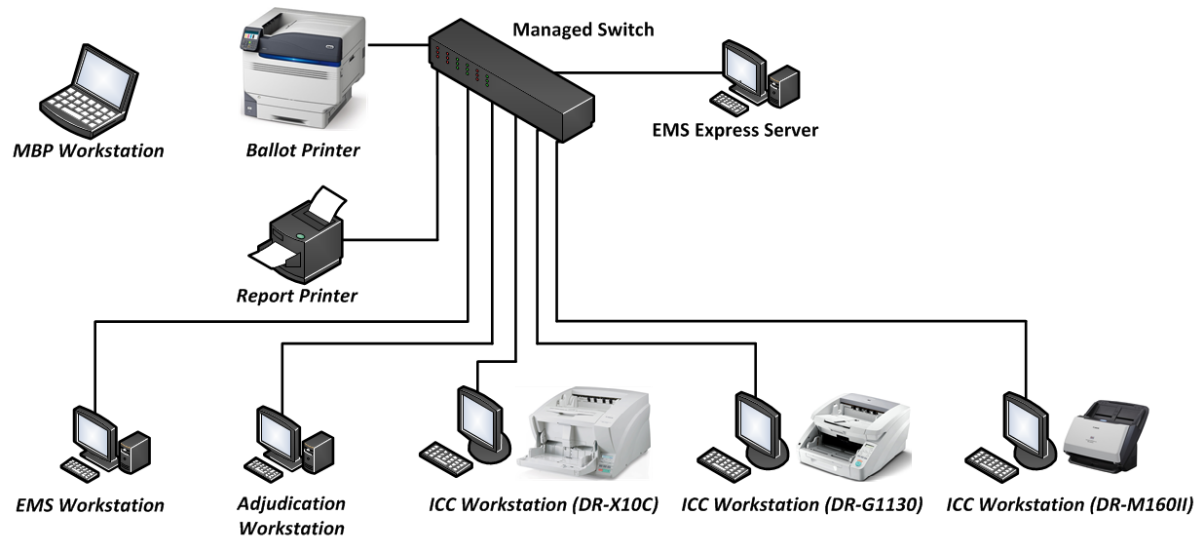 Managed Switch
MBP Workstation
Ballot Printer
EMS Express Server
Report Printer
EMS Workstation
Adjudication
Workstation
ICC Workstation (DR-X10C)
ICC Workstation (DR-G1130)
ICC Workstation (DR-M160II)